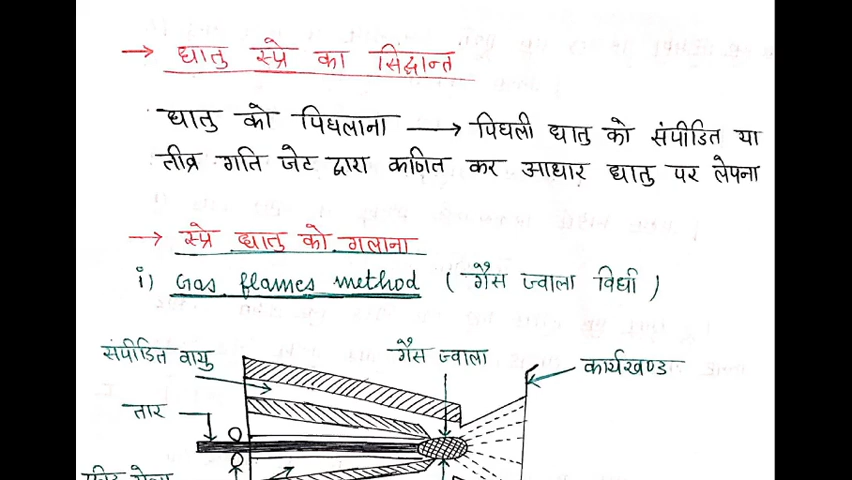 → धातु स्प्रे का सिद्धान्त
धातु को पिघलाना → पिघली धातु को संपीडित या
तीव्र गति जेट द्वारा कणित कर आधार धातु पर लेपना
→ स्प्रे धातु को गलाना
i) Gas flames method (गैस ज्वाला विधी)
संपीडित वायु
गैस ज्वाला
कार्यखण्ड
तार